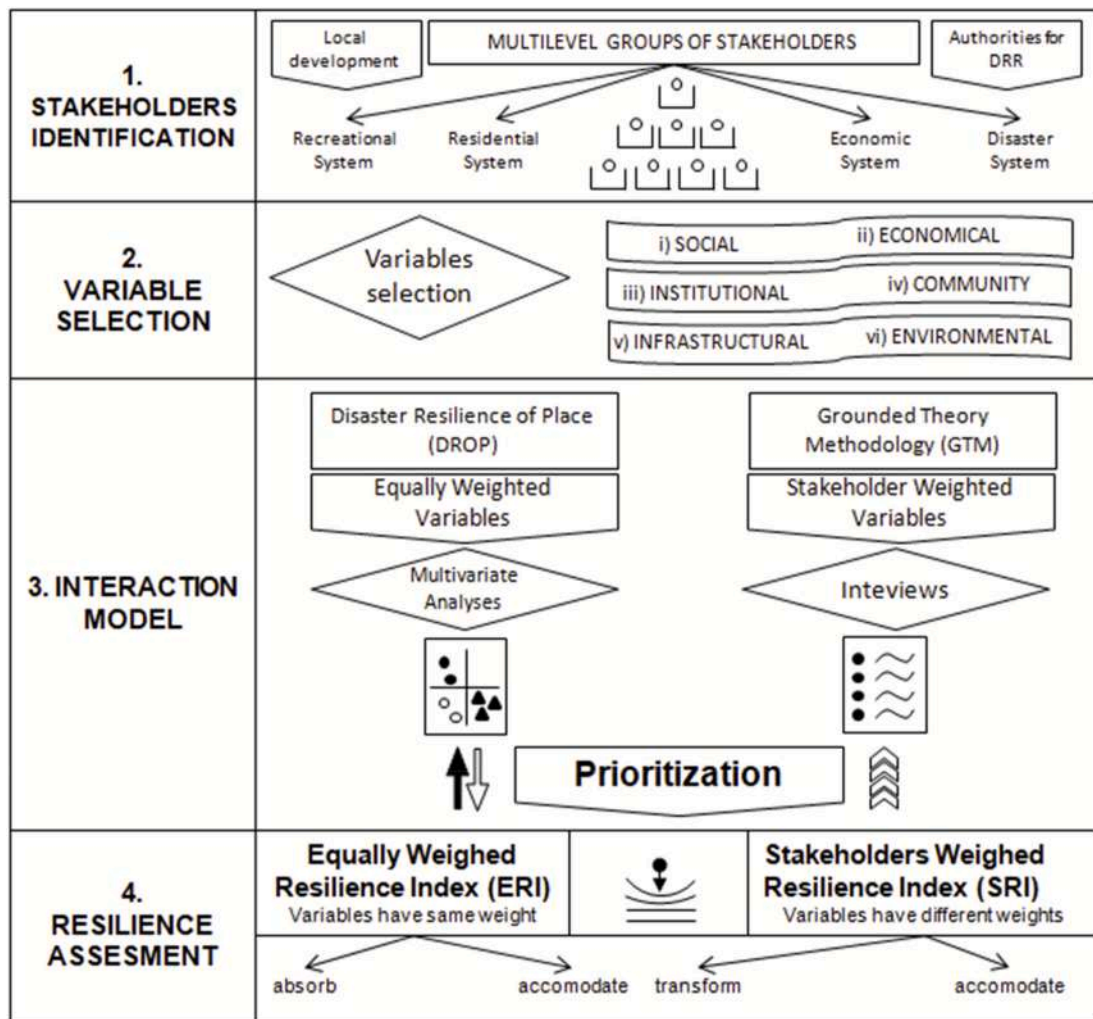 1.
STAKEHOLDERS
IDENTIFICATION
Local
development
MULTILEVEL GROUPS OF STAKEHOLDERS
Authorities for
DRR
Recreational
System
Residential
System
Economic
System
Disaster
System
2.
VARIABLE
SELECTION
Variables
selection
i) SOCIAL
ii) ECONOMICAL
iii) INSTITUTIONAL
iv) COMMUNITY
v) INFRASTRUCTURAL
vi) ENVIRONMENTAL
3. INTERACTION
MODEL
Disaster Resilience of Place
(DROP)
Equally Weighted
Variables
Multivariate
Analyses
Grounded Theory
Methodology (GTM)
Stakeholder Weighted
Variables
Inteviews
Prioritization
4.
RESILIENCE
ASSESMENT
Equally Weighed
Resilience Index (ERI)
Variables have same weight
Stakeholders Weighed
Resilience Index (SRI)
Variables have different weights
absorb
accomodate
transform
accomodate